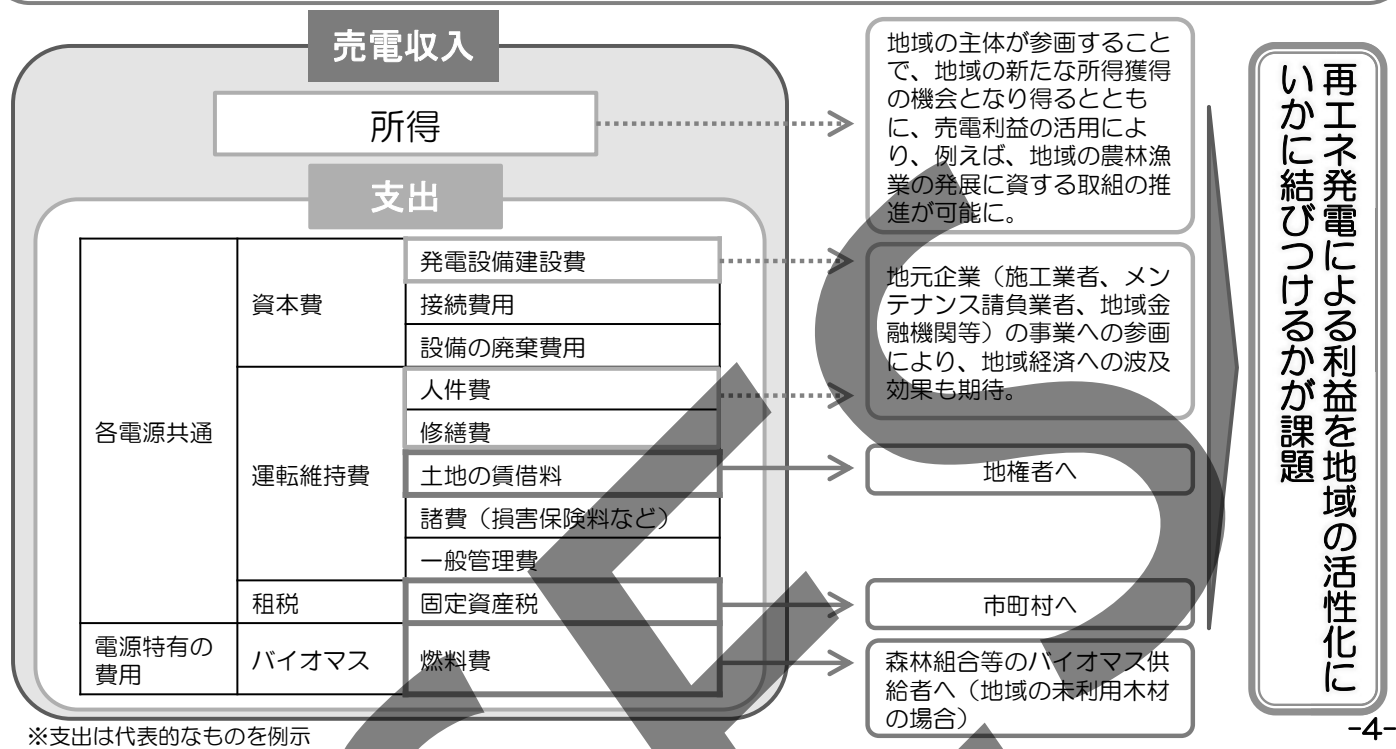 売電収入
所得
支出
各電源共通
資本費
発電設備建設費
接続費用
設備の廃棄費用
運転維持費
人件費
修繕費
土地の賃借料
諸費（損害保険料など）
一般管理費
租税
固定資産税
電源特有の
費用
バイオマス
燃料費
※支出は代表的なものを例示
地域の主体が参画すること
で、地域の新たな所得獲得
の機会となり得るととも
に、売電利益の活用によ
り、例えば、地域の農林漁
業の発展に資する取組の推
進が可能に。
地元企業（施工業者、メン
テナンス請負業者、地域金
融機関等）の事業への参画
により、地域経済への波及
効果も期待。
地権者へ
市町村へ
森林組合等のバイオマス供
給者へ（地域の未利用木材
の場合）
再エネ発電による利益を地域の活性化に
いかに結びつけるかが課題
-4-